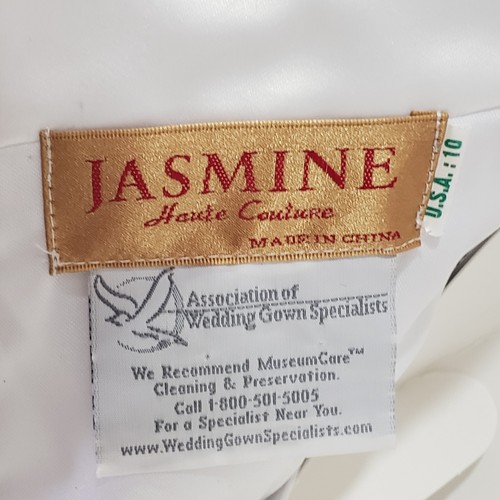 JASMINE
Haute Couture
MADE IN CHINA
U.S.A.: 10
Association of
Wedding Gown Specialists
We Recommend MuseumCare™
Cleaning & Preservation.
Call 1-800-501-5005
For a Specialist Near You.
www.WeddingGownSpecialists.com